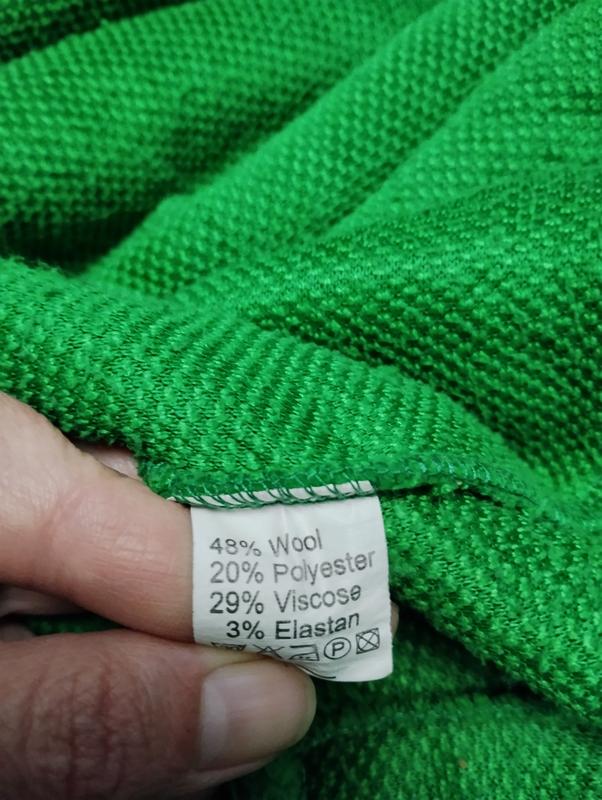 48% Wool
20% Polyester
29% Viscose
3% Elastan
P